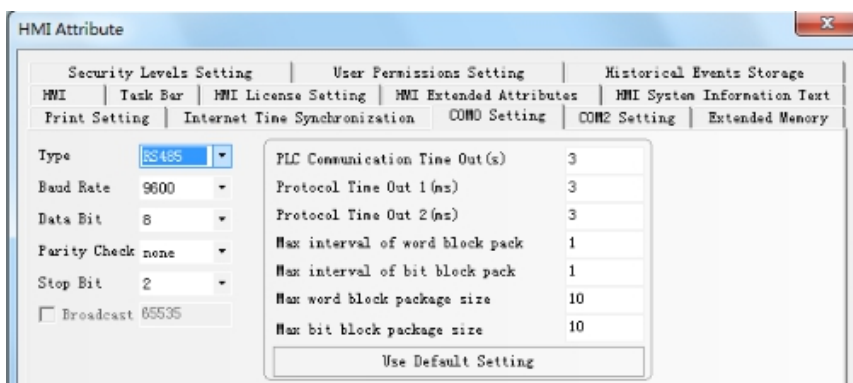 HMI Attribute
Security Levels Setting | User Permissions Setting | Historical Events Storage
HMI | Task Bar | HMI License Setting | HMI Extended Attributes | HMI System Information Text
Print Setting | Internet Time Synchronization | COM0 Setting | COM2 Setting | Extended Memory
Type RS485 PLC Communication Time Out(s) 3
Baud Rate 9600 Protocol Time Out 1(ms) 3
Data Bit 8 Protocol Time Out 2(ms) 3
Parity Check none Max interval of word block pack 1
Stop Bit 2 Max interval of bit block pack 1
Broadcast 65535 Max word block package size 10
Max bit block package size 10
Use Default Setting